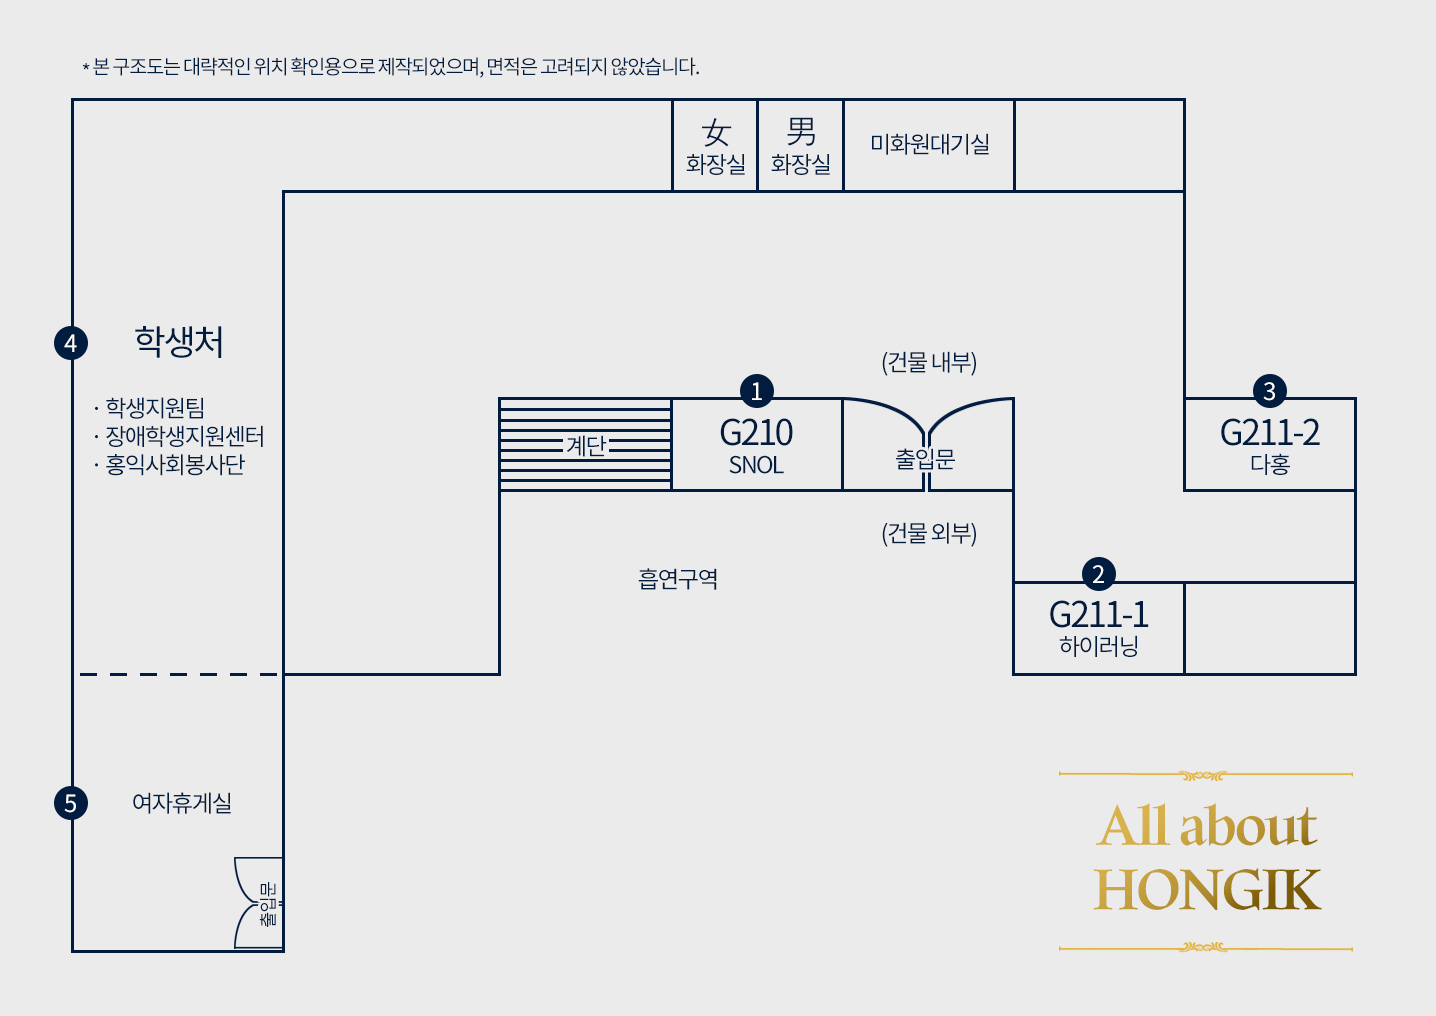 * 본 구조도는 대략적인 위치 확인용으로 제작되었으며, 면적은 고려되지 않았습니다.
女
화장실
男
화장실
미화원대기실
4
학생처
· 학생지원팀
· 장애학생지원센터
· 홍익사회봉사단
(건물 내부)
계단
1
G210
SNOL
출입문
3
G211-2
다홍
(건물 외부)
흡연구역
2
G211-1
하이러닝
5
여자휴게실
출입문
All about
HONGIK